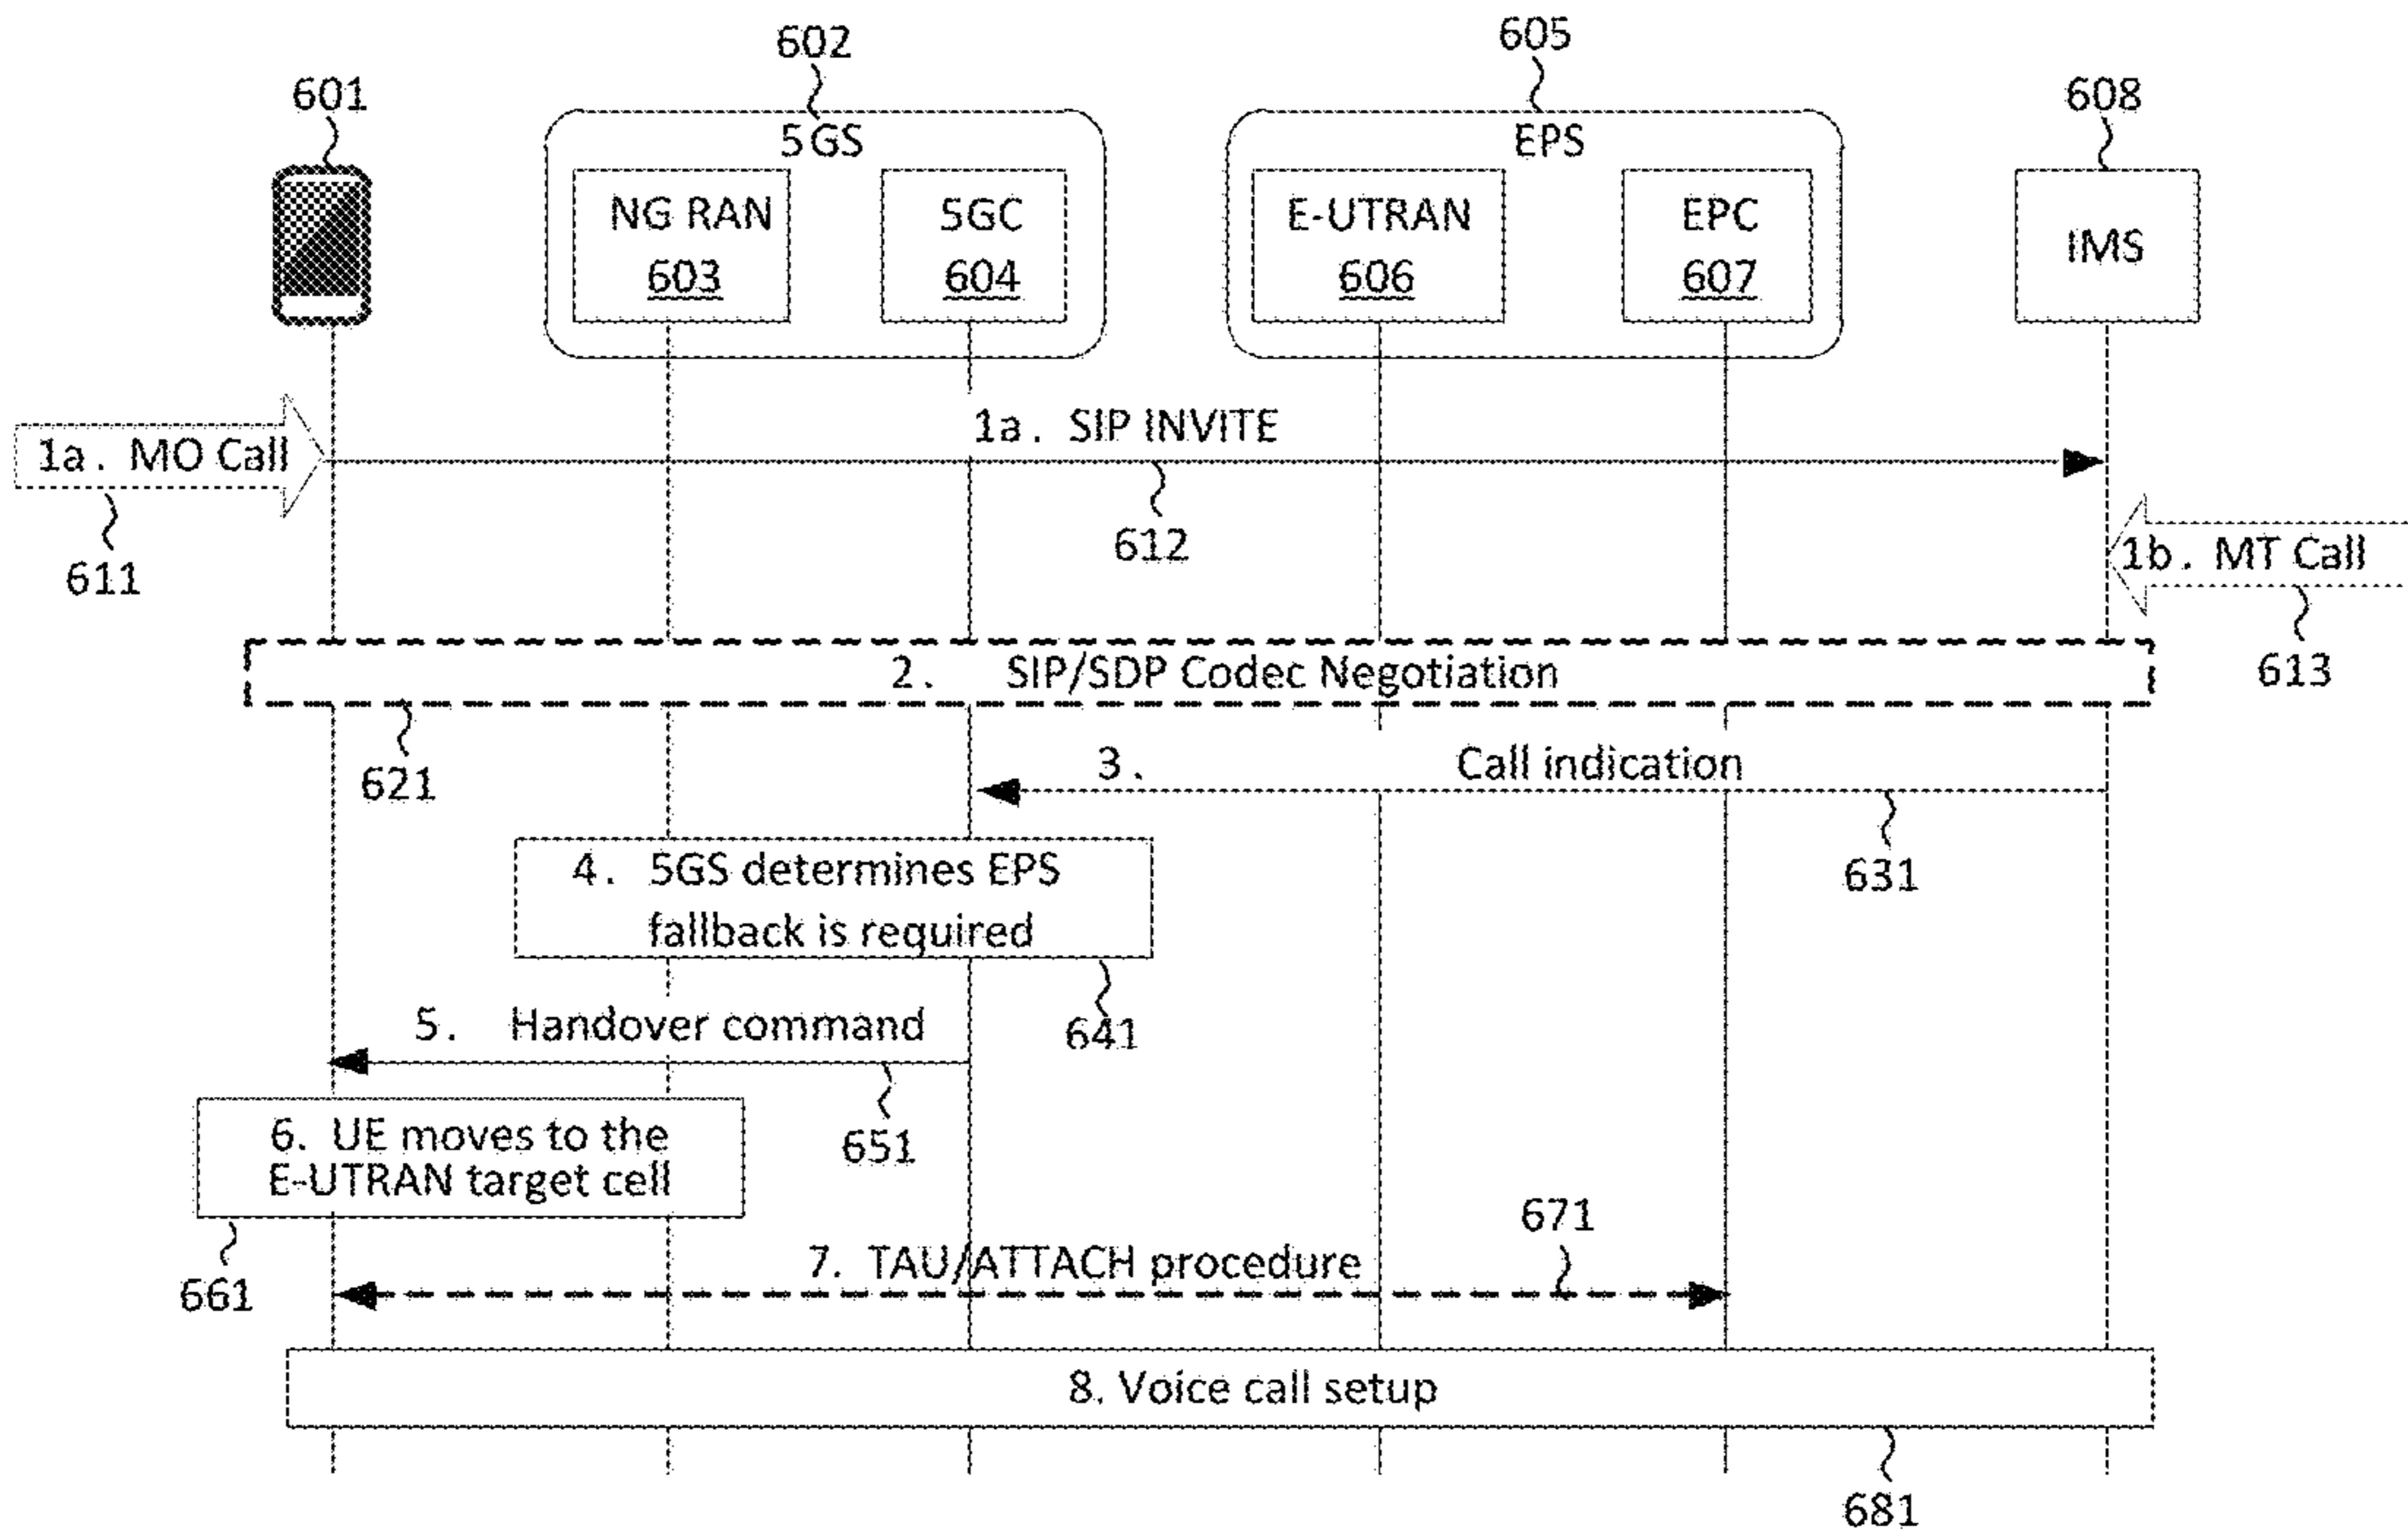 602
605
601
608
5GS
EPS
NG RAN
603
5GC
604
E-UTRAN
606
EPC
607
IMS
1a. SIP INVITE
1a. MO Call
612
1b. MT Call
611
2. SIP/SDP Codec Negotiation
613
621
3. Call indication
631
4. 5GS determines EPS
fallback is required
641
5. Handover command
651
6. UE moves to the
E-UTRAN target cell
661
671
7. TAU/ATTACH procedure
8. Voice call setup
681